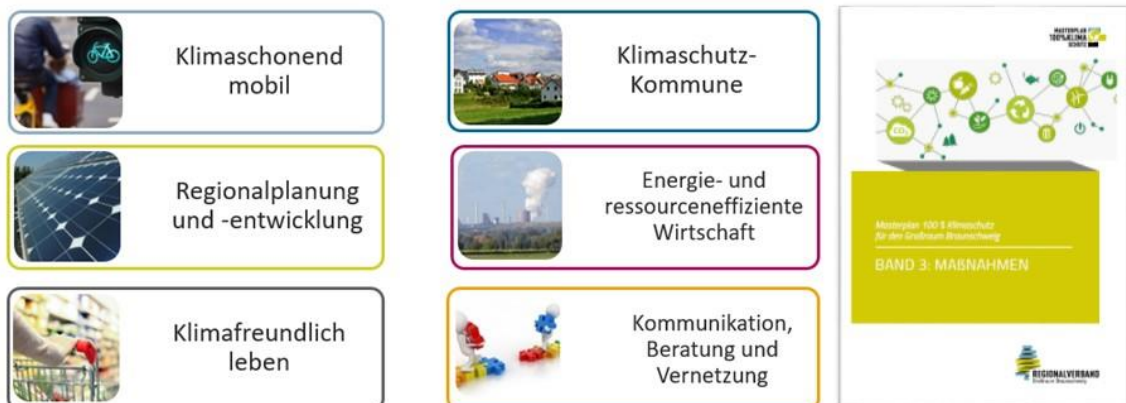 Klimaschonend
mobil
Klimaschutz-
Kommune
Regionalplanung
und -entwicklung
Energie- und
ressourceneffiziente
Wirtschaft
Klimafreundlich
leben
Kommunikation,
Beratung und
Vernetzung
MASTERPLAN
100% KLIMA
SCHUTZ
CO₂
Masterplan 100 % Klimaschutz
für den Großraum Braunschweig
BAND 3: MAßNAHMEN
REGIONALVERBAND
Großraum Braunschweig